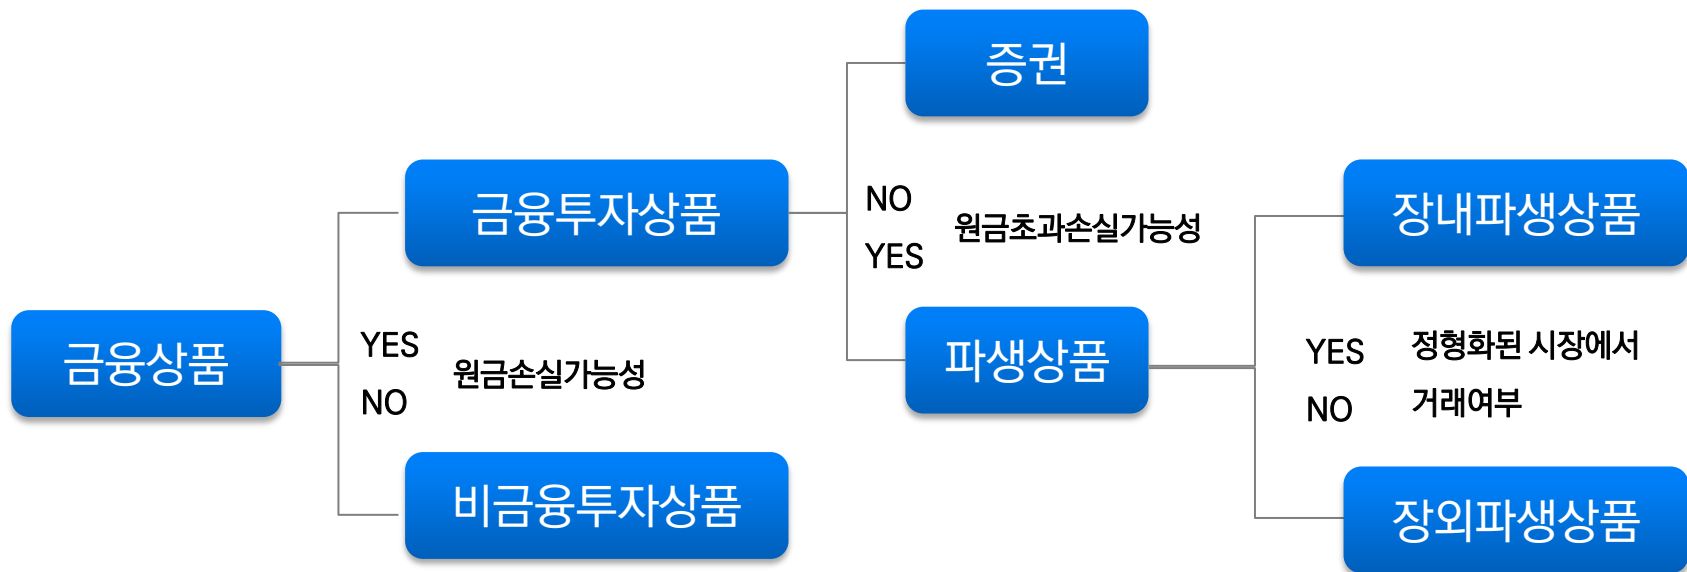 증권
금융투자상품
NO
YES
원금초과손실가능성
장내파생상품
금융상품
YES
NO
원금손실가능성
파생상품
YES
NO
정형화된 시장에서
거래여부
비금융투자상품
장외파생상품